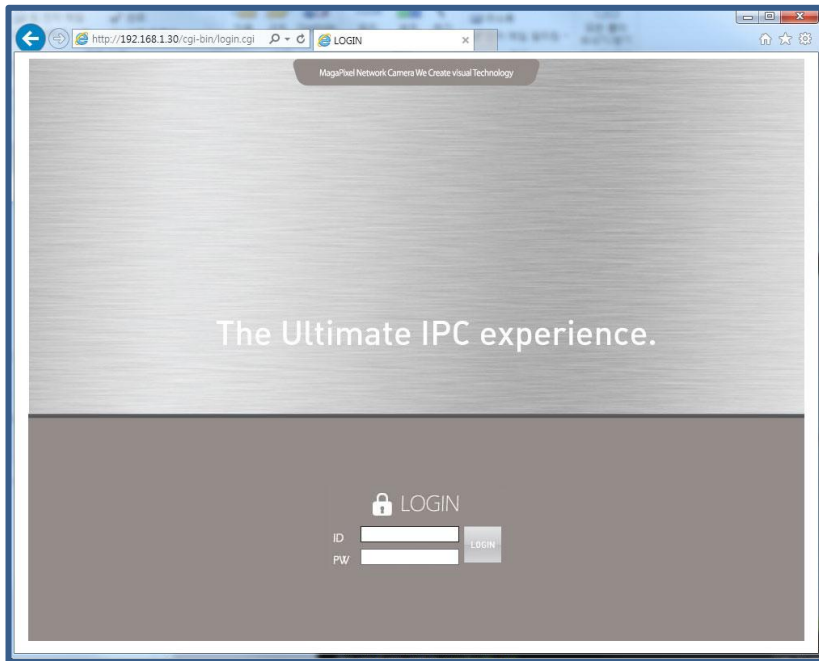 http://192.168.1.30/cgi-bin/login.cgi
LOGIN
MagaPixel Network Camera We Create visual Technology
The Ultimate IPC experience.
LOGIN
ID
LOGIN
PW